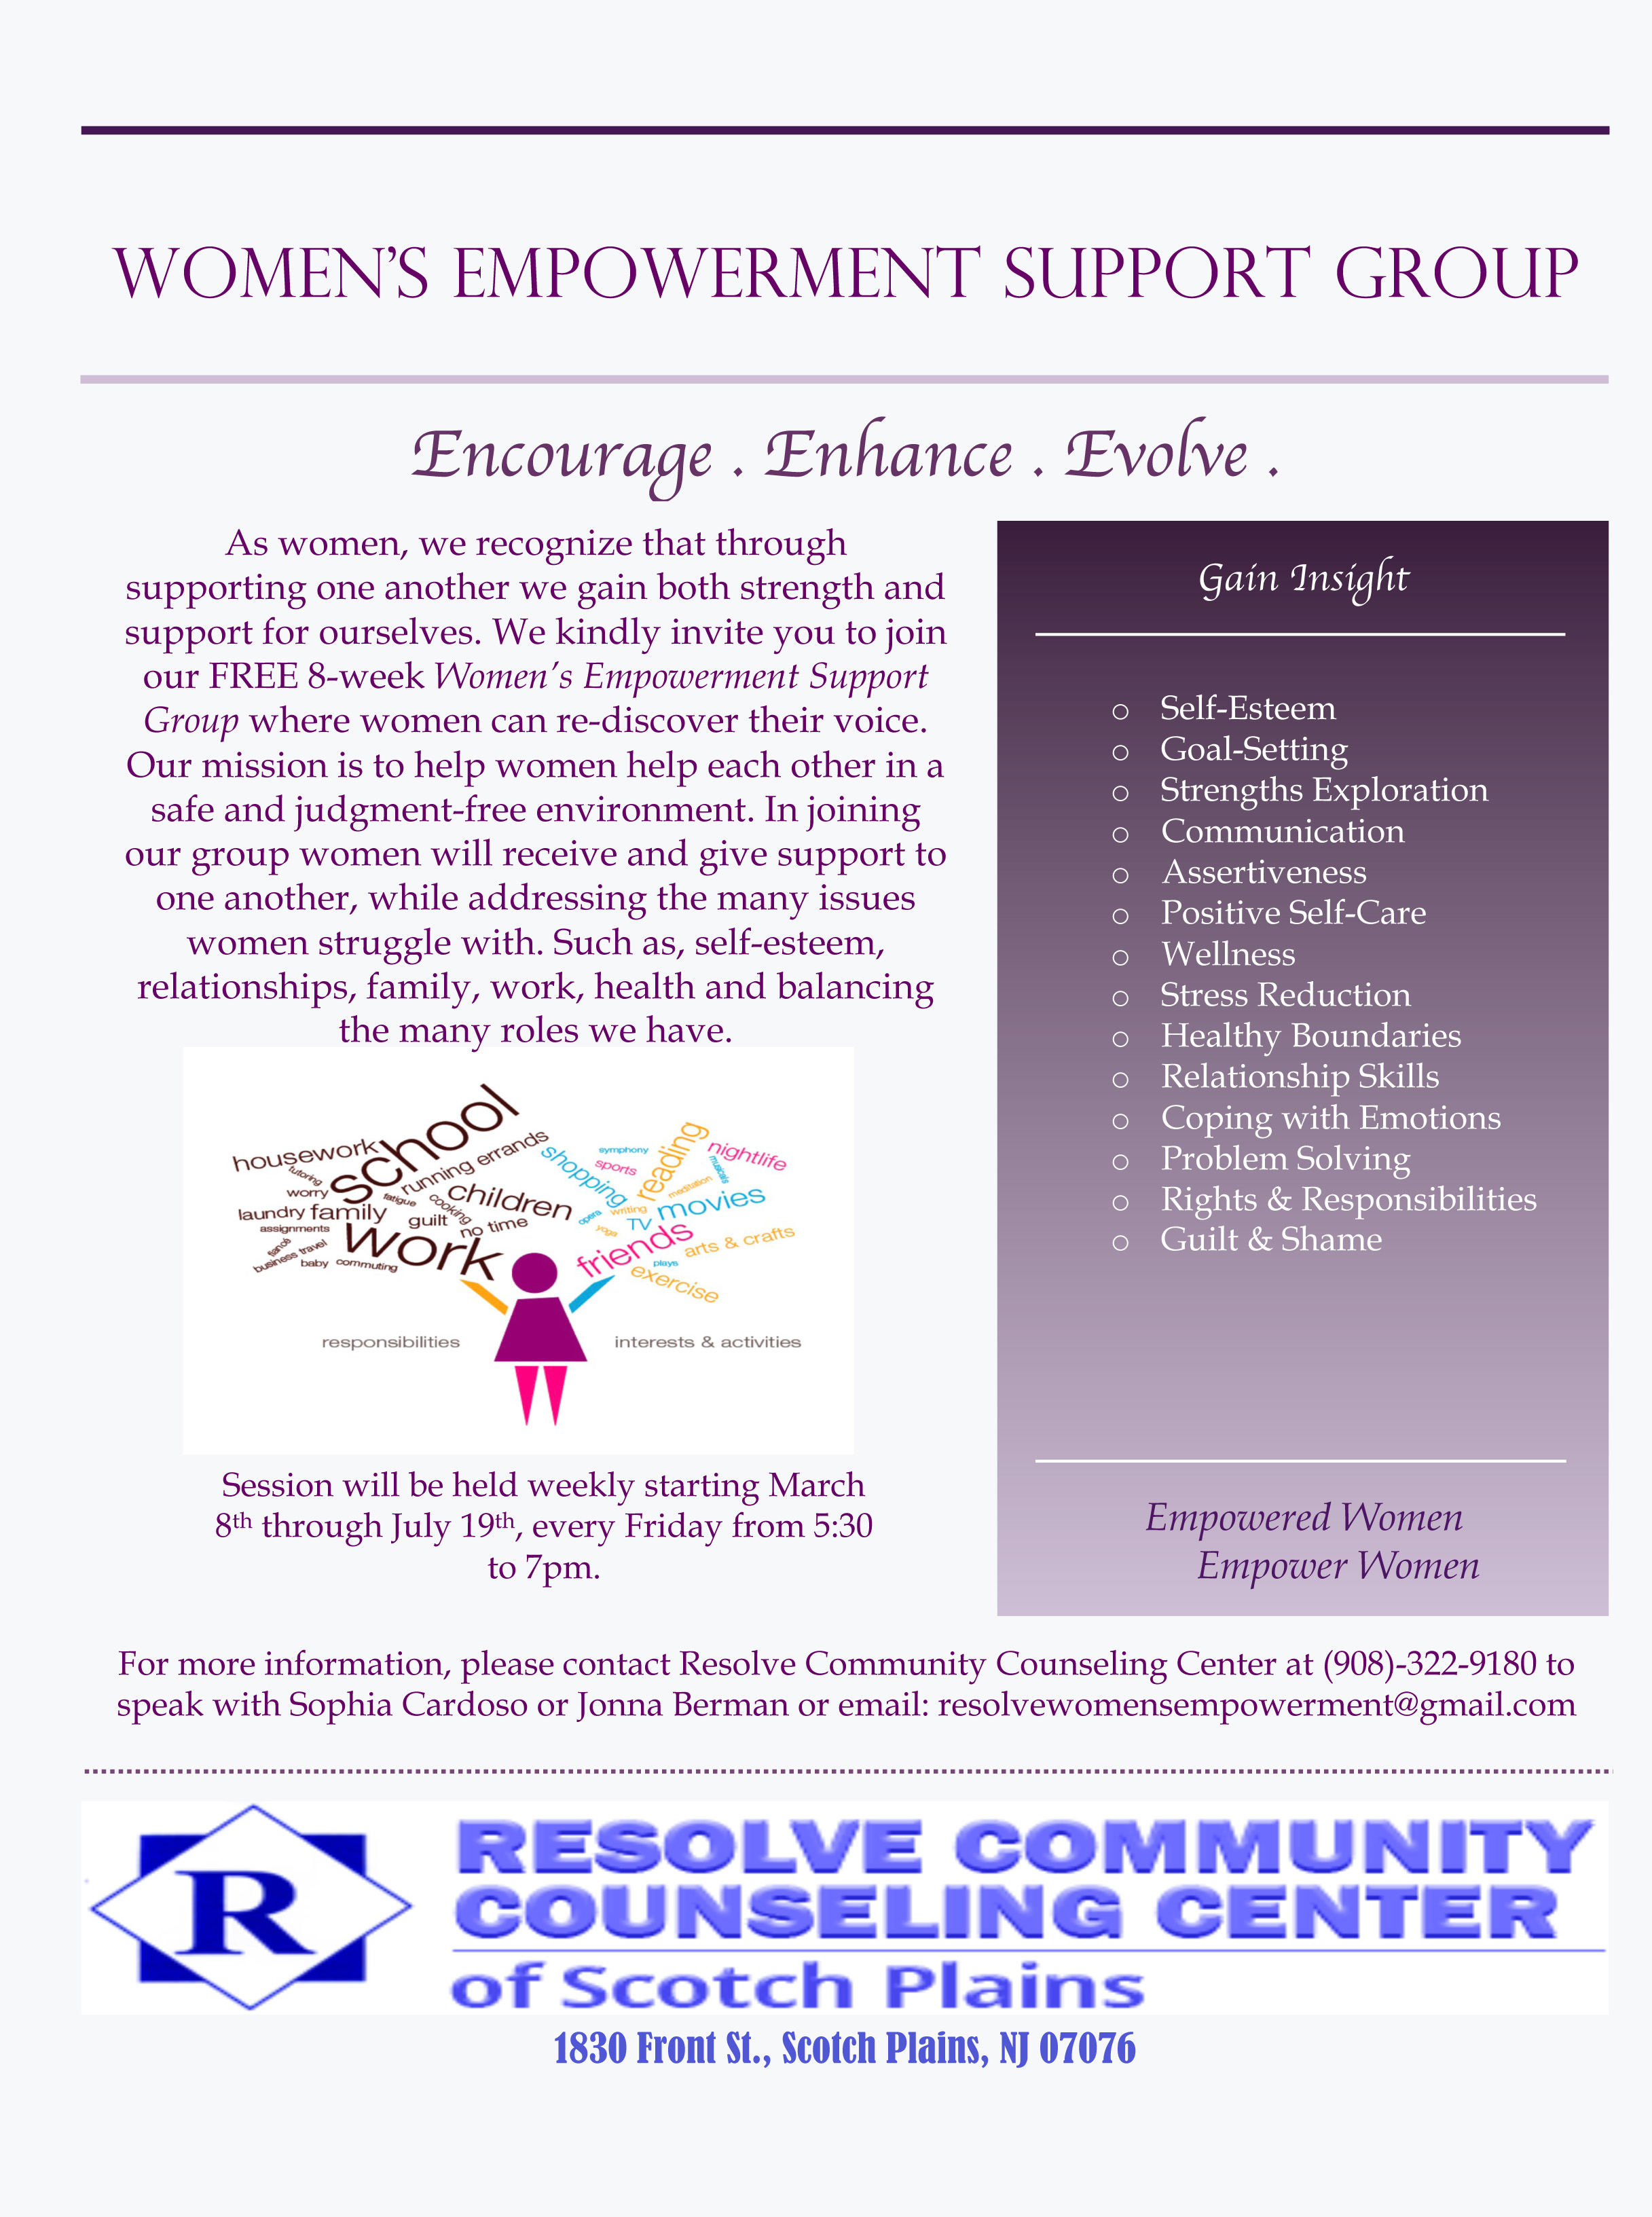 WOMEN'S EMPOWERMENT SUPPORT GROUP
Encourage . Enhance . Evolve .
As women, we recognize that through
supporting one another we gain both strength and
support for ourselves. We kindly invite you to join
our FREE 8-week Women's Empowerment Support
Group where women can re-discover their voice.
Our mission is to help women help each other in a
safe and judgment-free environment. In joining
our group women will receive and give support to
one another, while addressing the many issues
women struggle with. Such as, self-esteem,
relationships, family, work, health and balancing
the many roles we have.
housework
school
tutoring
running errands
worry
fatigue
cooking
children
laundry
family
guilt
no time
assignments
work
fiance
business travel
baby
commuting
shopping
symphony
sports
reading
nightlife
musicals
meditation
movies
opera
writing
TV
yoga
friends
arts & crafts
plays
exercise
responsibilities
interests & activities
Session will be held weekly starting March
8th through July 19th, every Friday from 5:30
to 7pm.
Gain Insight
o Self-Esteem
o Goal-Setting
o Strengths Exploration
o Communication
o Assertiveness
o Positive Self-Care
o Wellness
o Stress Reduction
o Healthy Boundaries
o Relationship Skills
o Coping with Emotions
o Problem Solving
o Rights & Responsibilities
o Guilt & Shame
Empowered Women
Empower Women
For more information, please contact Resolve Community Counseling Center at (908)-322-9180 to
speak with Sophia Cardoso or Jonna Berman or email: resolvewomensempowerment@gmail.com
R
RESOLVE COMMUNITY
COUNSELING CENTER
of Scotch Plains
1830 Front St., Scotch Plains, NJ 07076